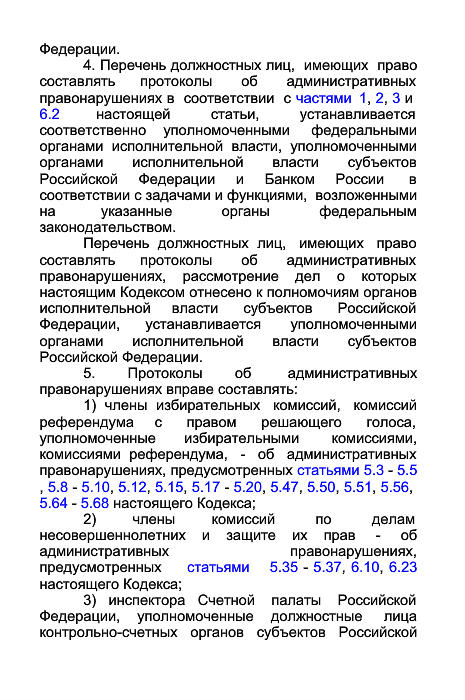 Федерации.
4. Перечень должностных лиц, имеющих право
составлять протоколы об административных
правонарушениях в соответствии с частями 1, 2, 3 и
6.2 настоящей статьи, устанавливается
соответственно уполномоченными федеральными
органами исполнительной власти, уполномоченными
органами исполнительной власти субъектов
Российской Федерации и Банком России в
соответствии с задачами и функциями, возложенными
на указанные органы федеральным
законодательством.
Перечень должностных лиц, имеющих право
составлять протоколы об административных
правонарушениях, рассмотрение дел о которых
настоящим Кодексом отнесено к полномочиям органов
исполнительной власти субъектов Российской
Федерации, устанавливается уполномоченными
органами исполнительной власти субъектов
Российской Федерации.
5. Протоколы об административных
правонарушениях вправе составлять:
1) члены избирательных комиссий, комиссий
референдума с правом решающего голоса,
уполномоченные избирательными комиссиями,
комиссиями референдума, - об административных
правонарушениях, предусмотренных статьями 5.3 - 5.5
, 5.8 - 5.10, 5.12, 5.15, 5.17 - 5.20, 5.47, 5.50, 5.51, 5.56,
5.64 - 5.68 настоящего Кодекса;
2) члены комиссий по делам
несовершеннолетних и защите их прав - об
административных правонарушениях,
предусмотренных статьями 5.35 - 5.37, 6.10, 6.23
настоящего Кодекса;
3) инспектора Счетной палаты Российской
Федерации, уполномоченные должностные лица
контрольно-счетных органов субъектов Российской